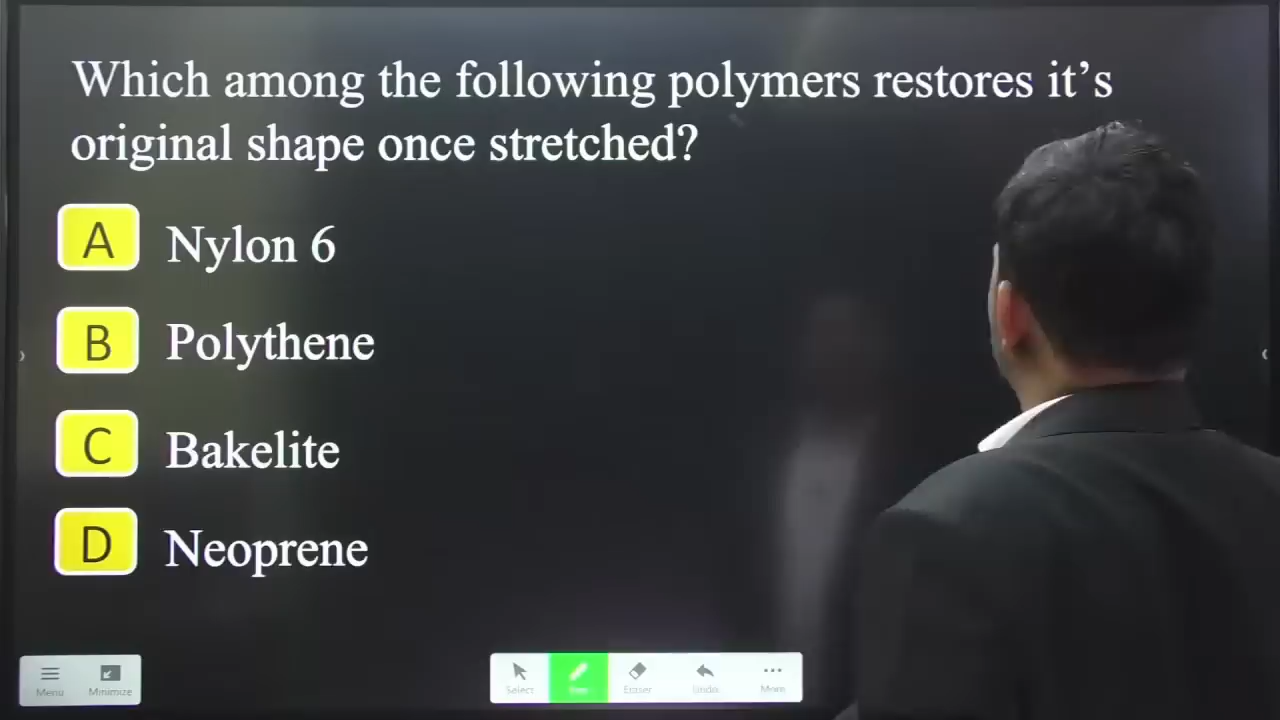 Which among the following polymers restores it's
original shape once stretched?
A Nylon 6
B Polythene
C Bakelite
D Neoprene
Menu Minimize Select Eraser Undo More